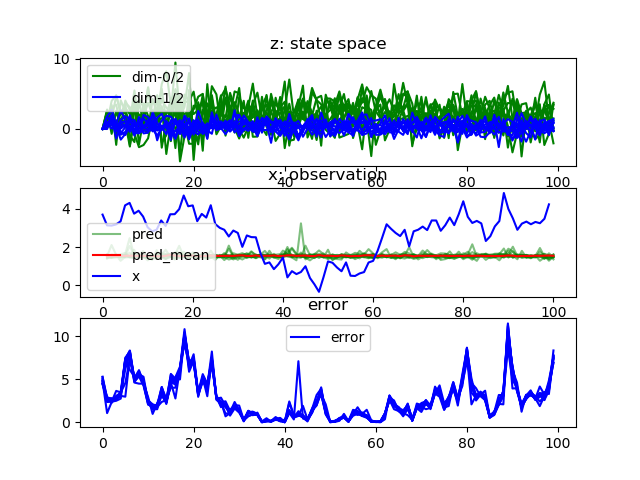 z: state space
10
0
dim-0/2
dim-1/2
0 20 40 60 80 100
x: observation
4
2
0
pred
pred_mean
x
0 20 40 60 80 100
error
10
5
0
error
0 20 40 60 80 100